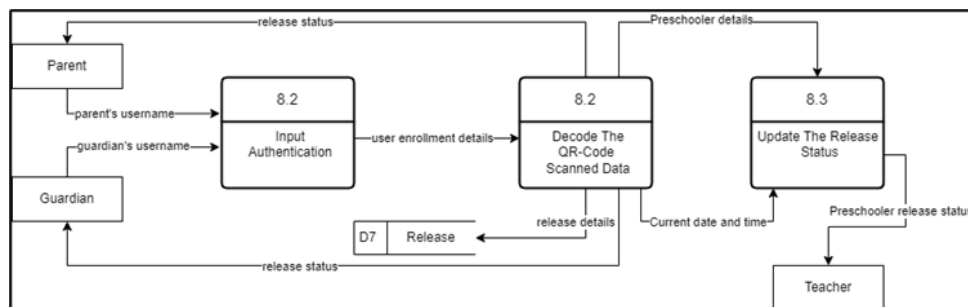 release status
Preschooler details
Parent
8.2
8.2
8.3
parent's username
Input
Authentication
user enrollment details
Decode The
QR-Code
Scanned Data
Update The Release
Status
guardian's username
Guardian
release details
Current date and time
Preschooler release status
D7
Release
release status
Teacher